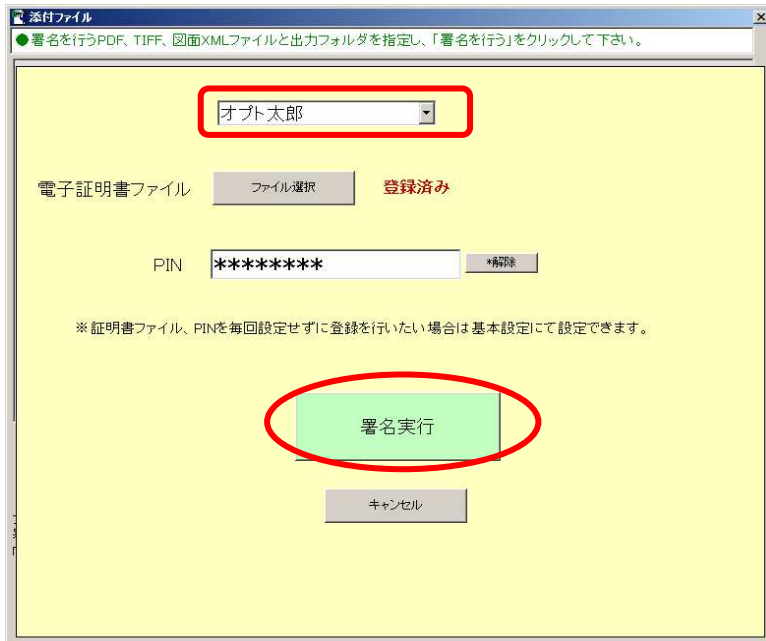 添付ファイル
●署名を行うPDF、TIFF、図面XMLファイルと出力フォルダを指定し、「署名を行う」をクリックして下さい。
オプト太郎
電子証明書ファイル ファイル選択 登録済み
PIN ******** *解除
※証明書ファイル、PINを毎回設定せずに登録を行いたい場合は基本設定にて設定できます。
署名実行
キャンセル